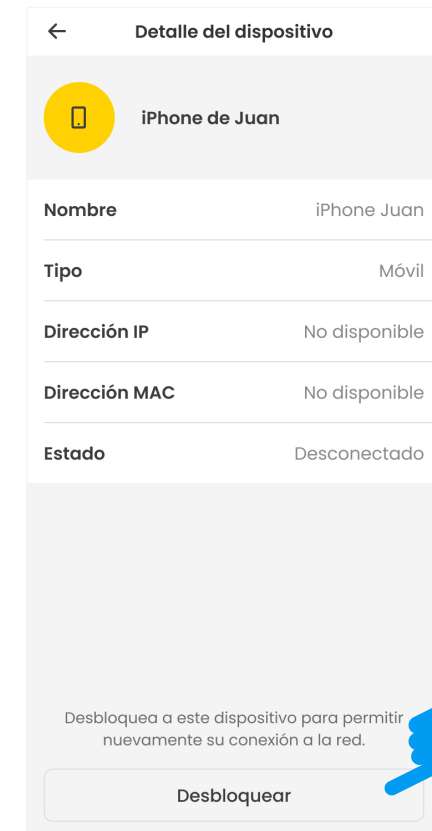 Detalle del dispositivo
iPhone de Juan
Nombre iPhone Juan
Tipo Móvil
Dirección IP No disponible
Dirección MAC No disponible
Estado Desconectado
Desbloquea a este dispositivo para permitir
nuevamente su conexión a la red.
Desbloquear